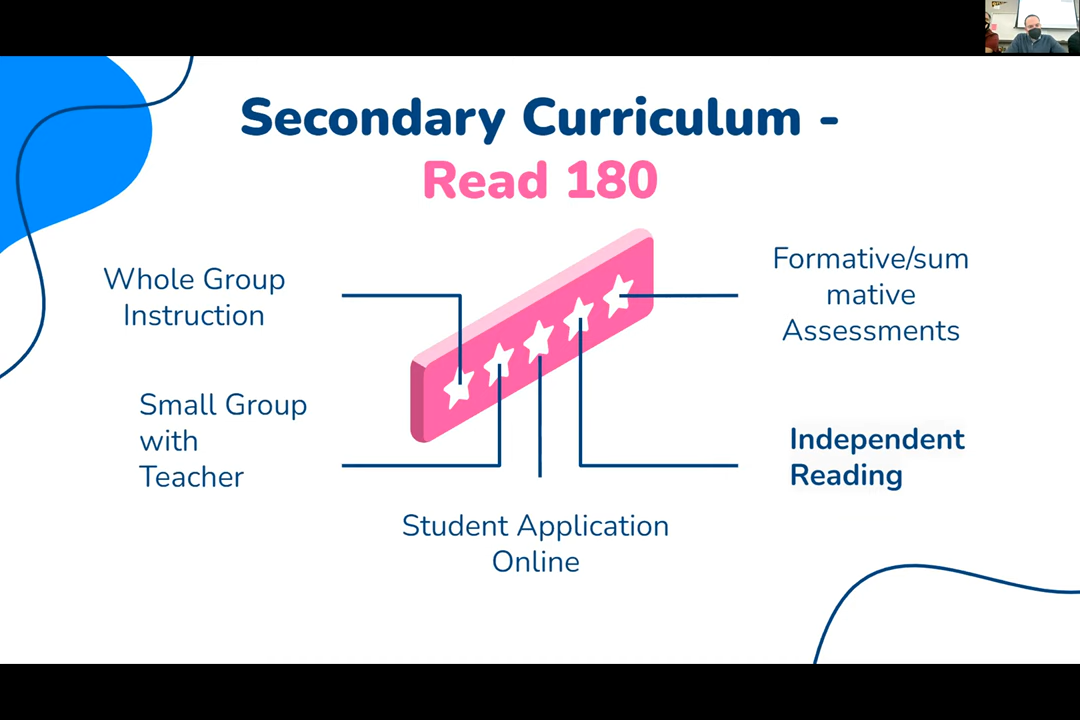 Secondary Curriculum -
Read 180
Whole Group
Instruction
Small Group
with
Teacher
Student Application
Online
Formative/sum
mative
Assessments
Independent
Reading